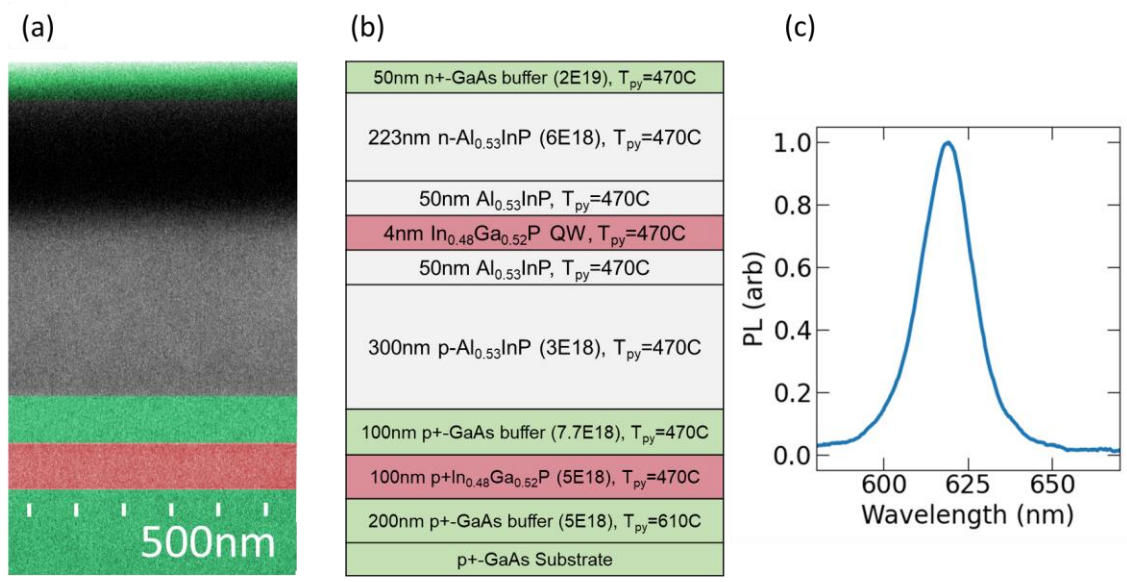 (a)
500nm
(b)
50nm n+-GaAs buffer (2E19), Tpy=470C
223nm n-Al0.53InP (6E18), Tpy=470C
50nm Al0.53InP, Tpy=470C
4nm In0.48Ga0.52P QW, Tpy=470C
50nm Al0.53InP, Tpy=470C
300nm p-Al0.53InP (3E18), Tpy=470C
100nm p+-GaAs buffer (7.7E18), Tpy=470C
100nm p+In0.48Ga0.52P (5E18), Tpy=470C
200nm p+-GaAs buffer (5E18), Tpy=610C
p+-GaAs Substrate
(c)
PL (arb)
1.0
0.8
0.6
0.4
0.2
0.0
600
625
650
Wavelength (nm)